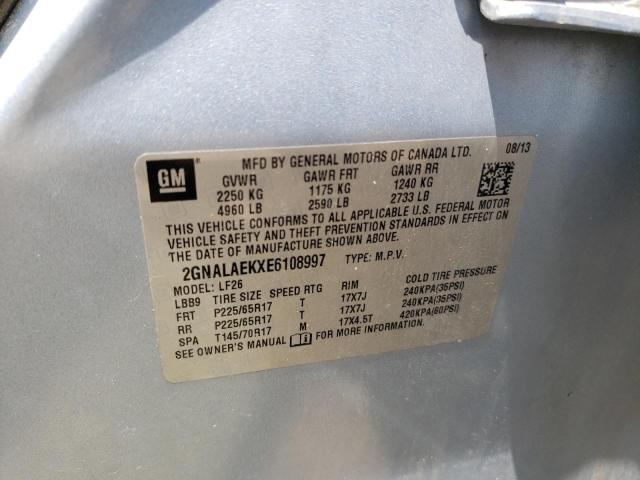 GM
MFD BY GENERAL MOTORS OF CANADA LTD. 08/13
GVWR GAWR FRT GAWR RR
2250 KG 1175 KG 1240 KG
4960 LB 2590 LB 2733 LB
THIS VEHICLE CONFORMS TO ALL APPLICABLE U.S. FEDERAL MOTOR
VEHICLE SAFETY AND THEFT PREVENTION STANDARDS IN EFFECT ON
THE DATE OF MANUFACTURE SHOWN ABOVE.
2GNALAEKXE6108997 TYPE: M.P.V.
MODEL: LF26
LBB9 TIRE SIZE SPEED RTG RIM COLD TIRE PRESSURE
FRT P225/65R17 T 17X7J 240KPA(35PSI)
RR P225/65R17 T 17X7J 240KPA(35PSI)
SPA T145/70R17 M 17X4.5T 420KPA(60PSI)
SEE OWNER'S MANUAL FOR MORE INFORMATION.